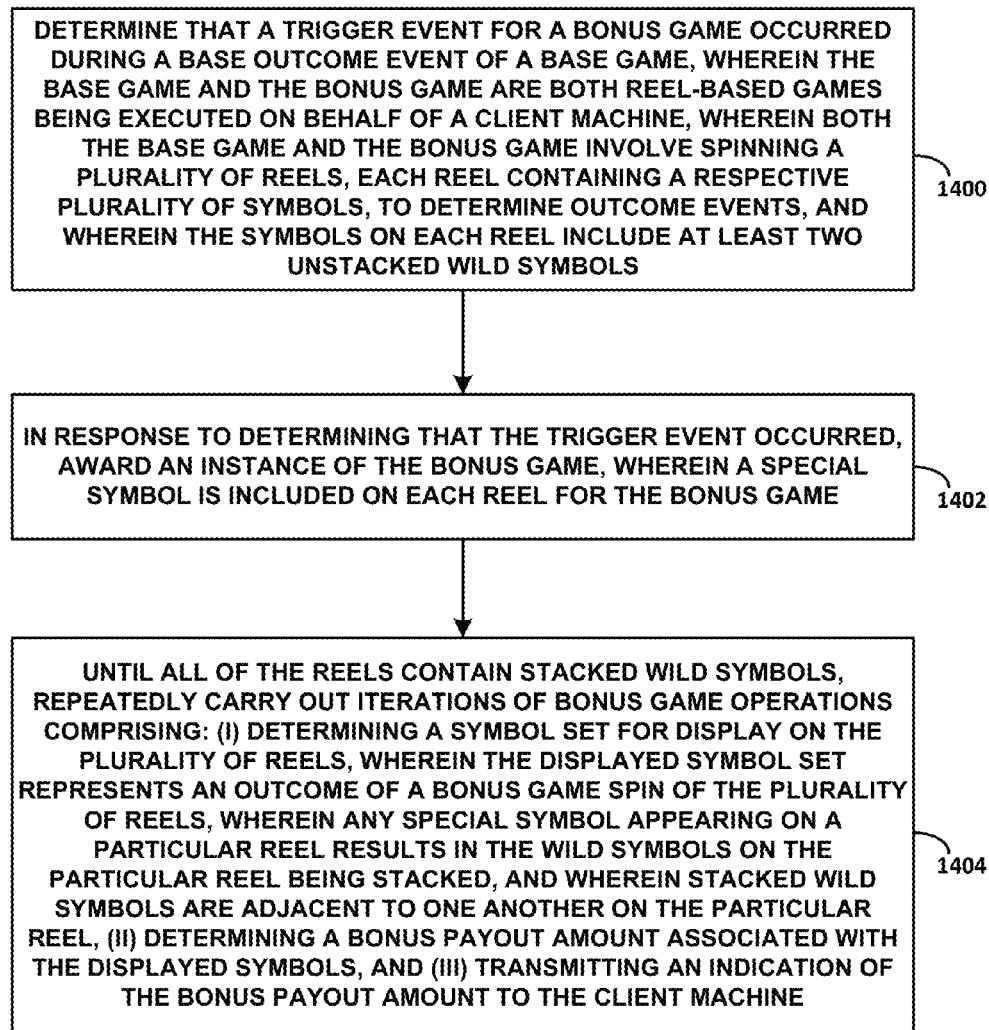 DETERMINE THAT A TRIGGER EVENT FOR A BONUS GAME OCCURRED
DURING A BASE OUTCOME EVENT OF A BASE GAME, WHEREIN THE
BASE GAME AND THE BONUS GAME ARE BOTH REEL-BASED GAMES
BEING EXECUTED ON BEHALF OF A CLIENT MACHINE, WHEREIN BOTH
THE BASE GAME AND THE BONUS GAME INVOLVE SPINNING A
PLURALITY OF REELS, EACH REEL CONTAINING A RESPECTIVE
PLURALITY OF SYMBOLS, TO DETERMINE OUTCOME EVENTS, AND
WHEREIN THE SYMBOLS ON EACH REEL INCLUDE AT LEAST TWO
UNSTACKED WILD SYMBOLS
1400
IN RESPONSE TO DETERMINING THAT THE TRIGGER EVENT OCCURRED,
AWARD AN INSTANCE OF THE BONUS GAME, WHEREIN A SPECIAL
SYMBOL IS INCLUDED ON EACH REEL FOR THE BONUS GAME
1402
UNTIL ALL OF THE REELS CONTAIN STACKED WILD SYMBOLS,
REPEATEDLY CARRY OUT ITERATIONS OF BONUS GAME OPERATIONS
COMPRISING: (I) DETERMINING A SYMBOL SET FOR DISPLAY ON THE
PLURALITY OF REELS, WHEREIN THE DISPLAYED SYMBOL SET
REPRESENTS AN OUTCOME OF A BONUS GAME SPIN OF THE PLURALITY
OF REELS, WHEREIN ANY SPECIAL SYMBOL APPEARING ON A
PARTICULAR REEL RESULTS IN THE WILD SYMBOLS ON THE
PARTICULAR REEL BEING STACKED, AND WHEREIN STACKED WILD
SYMBOLS ARE ADJACENT TO ONE ANOTHER ON THE PARTICULAR
REEL, (II) DETERMINING A BONUS PAYOUT AMOUNT ASSOCIATED WITH
THE DISPLAYED SYMBOLS, AND (III) TRANSMITTING AN INDICATION OF
THE BONUS PAYOUT AMOUNT TO THE CLIENT MACHINE
1404